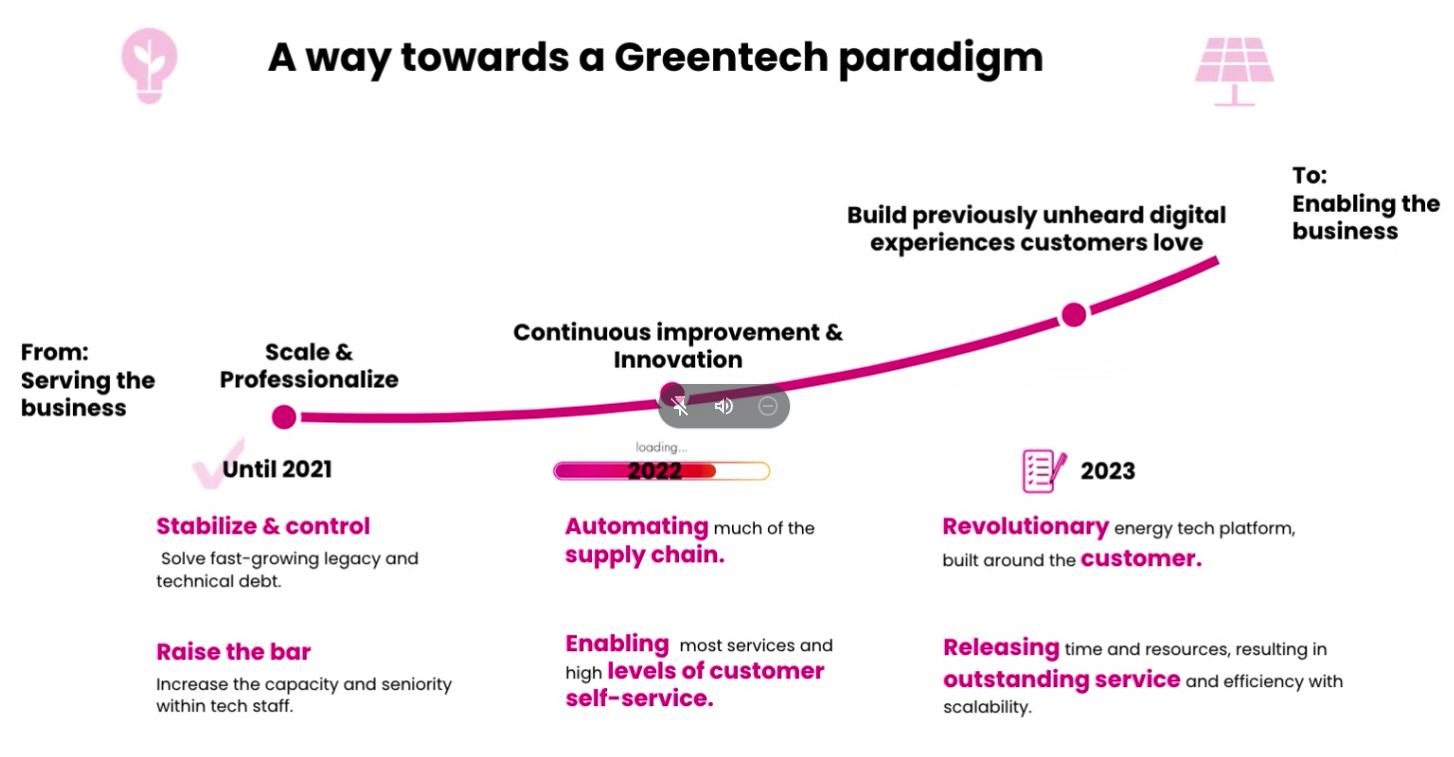 A way towards a Greentech paradigm
To:
Enabling the
business
Build previously unheard digital
experiences customers love
Continuous improvement &
Innovation
From:
Serving the
business
Scale &
Professionalize
Until 2021
Stabilize & control
Solve fast-growing legacy and
technical debt.
Raise the bar
Increase the capacity and seniority
within tech staff.
loading...
2022
Automating much of the
supply chain.
Enabling most services and
high levels of customer
self-service.
2023
Revolutionary energy tech platform,
built around the customer.
Releasing time and resources, resulting in
outstanding service and efficiency with
scalability.